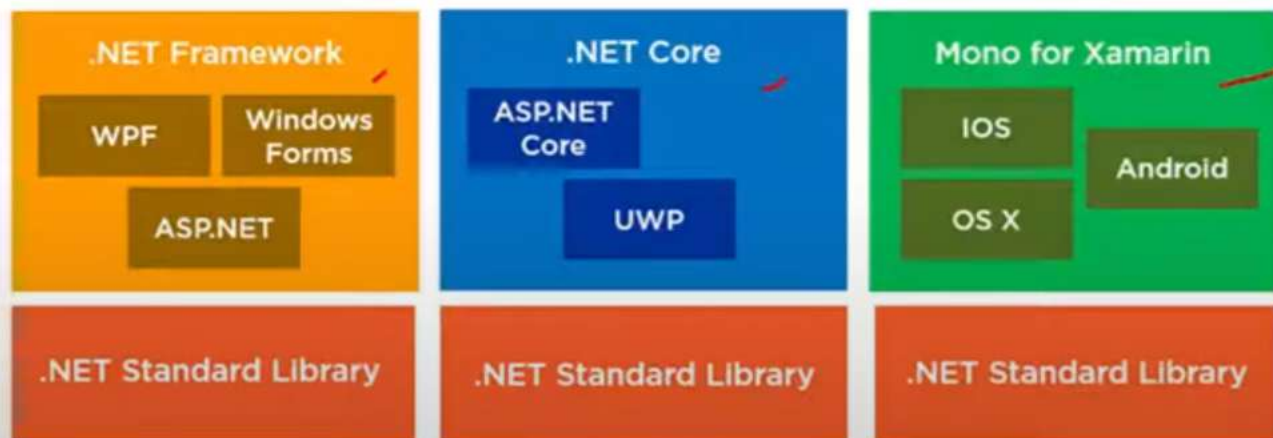 .NET Framework
WPF
Windows
Forms
ASP.NET
.NET Core
ASP.NET
Core
UWP
Mono for Xamarin
IOS
Android
OS X
.NET Standard Library
.NET Standard Library
.NET Standard Library